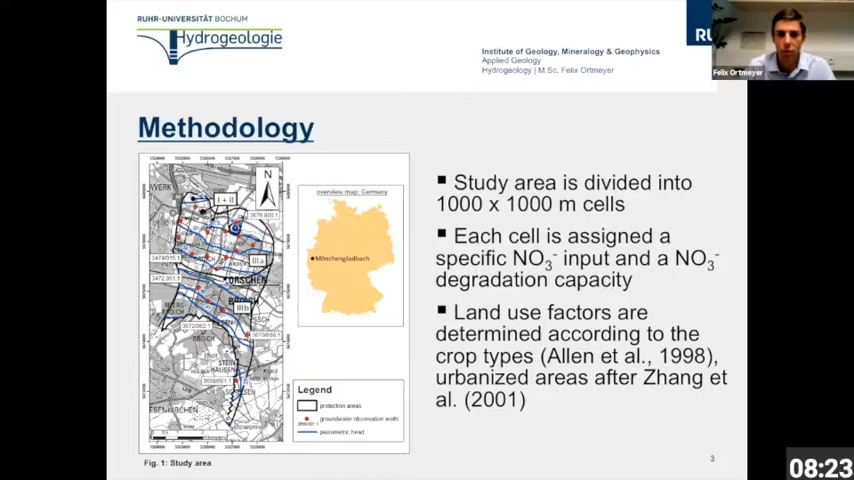 RUHR-UNIVERSITÄT BOCHUM
Hydrogeologie
Institute of Geology, Mineralogy & Geophysics
Applied Geology
Hydrogeology | M.Sc. Felix Ortmeyer
RU
Felix Ortmeyer
Methodology
N
I + II
III a
III b
overview map: Germany
Mönchengladbach
Legend
protection areas
groundwater observation wells
piezometric head
Fig. 1: Study area
▪ Study area is divided into
1000 x 1000 m cells
▪ Each cell is assigned a
specific NO₃⁻ input and a NO₃⁻
degradation capacity
▪ Land use factors are
determined according to the
crop types (Allen et al., 1998),
urbanized areas after Zhang et
al. (2001)
3
08:23